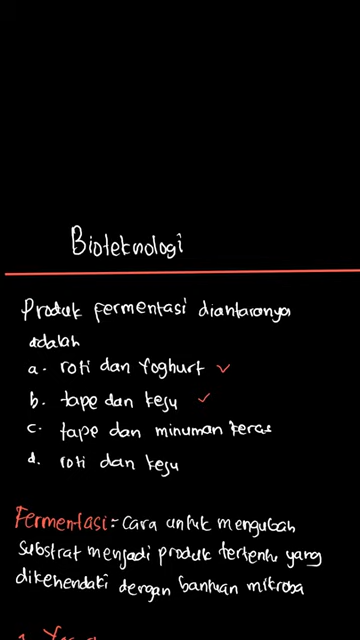 Bioteknologi
Produk fermentasi diantaranya
adalah
a. roti dan Yoghurt ✓
b. tape dan keju ✓
c. tape dan minuman keras
d. roti dan keju
Fermentasi : Cara untuk mengubah
substrat menjadi produk tertentu yang
dikehendaki dengan bantuan mikroba